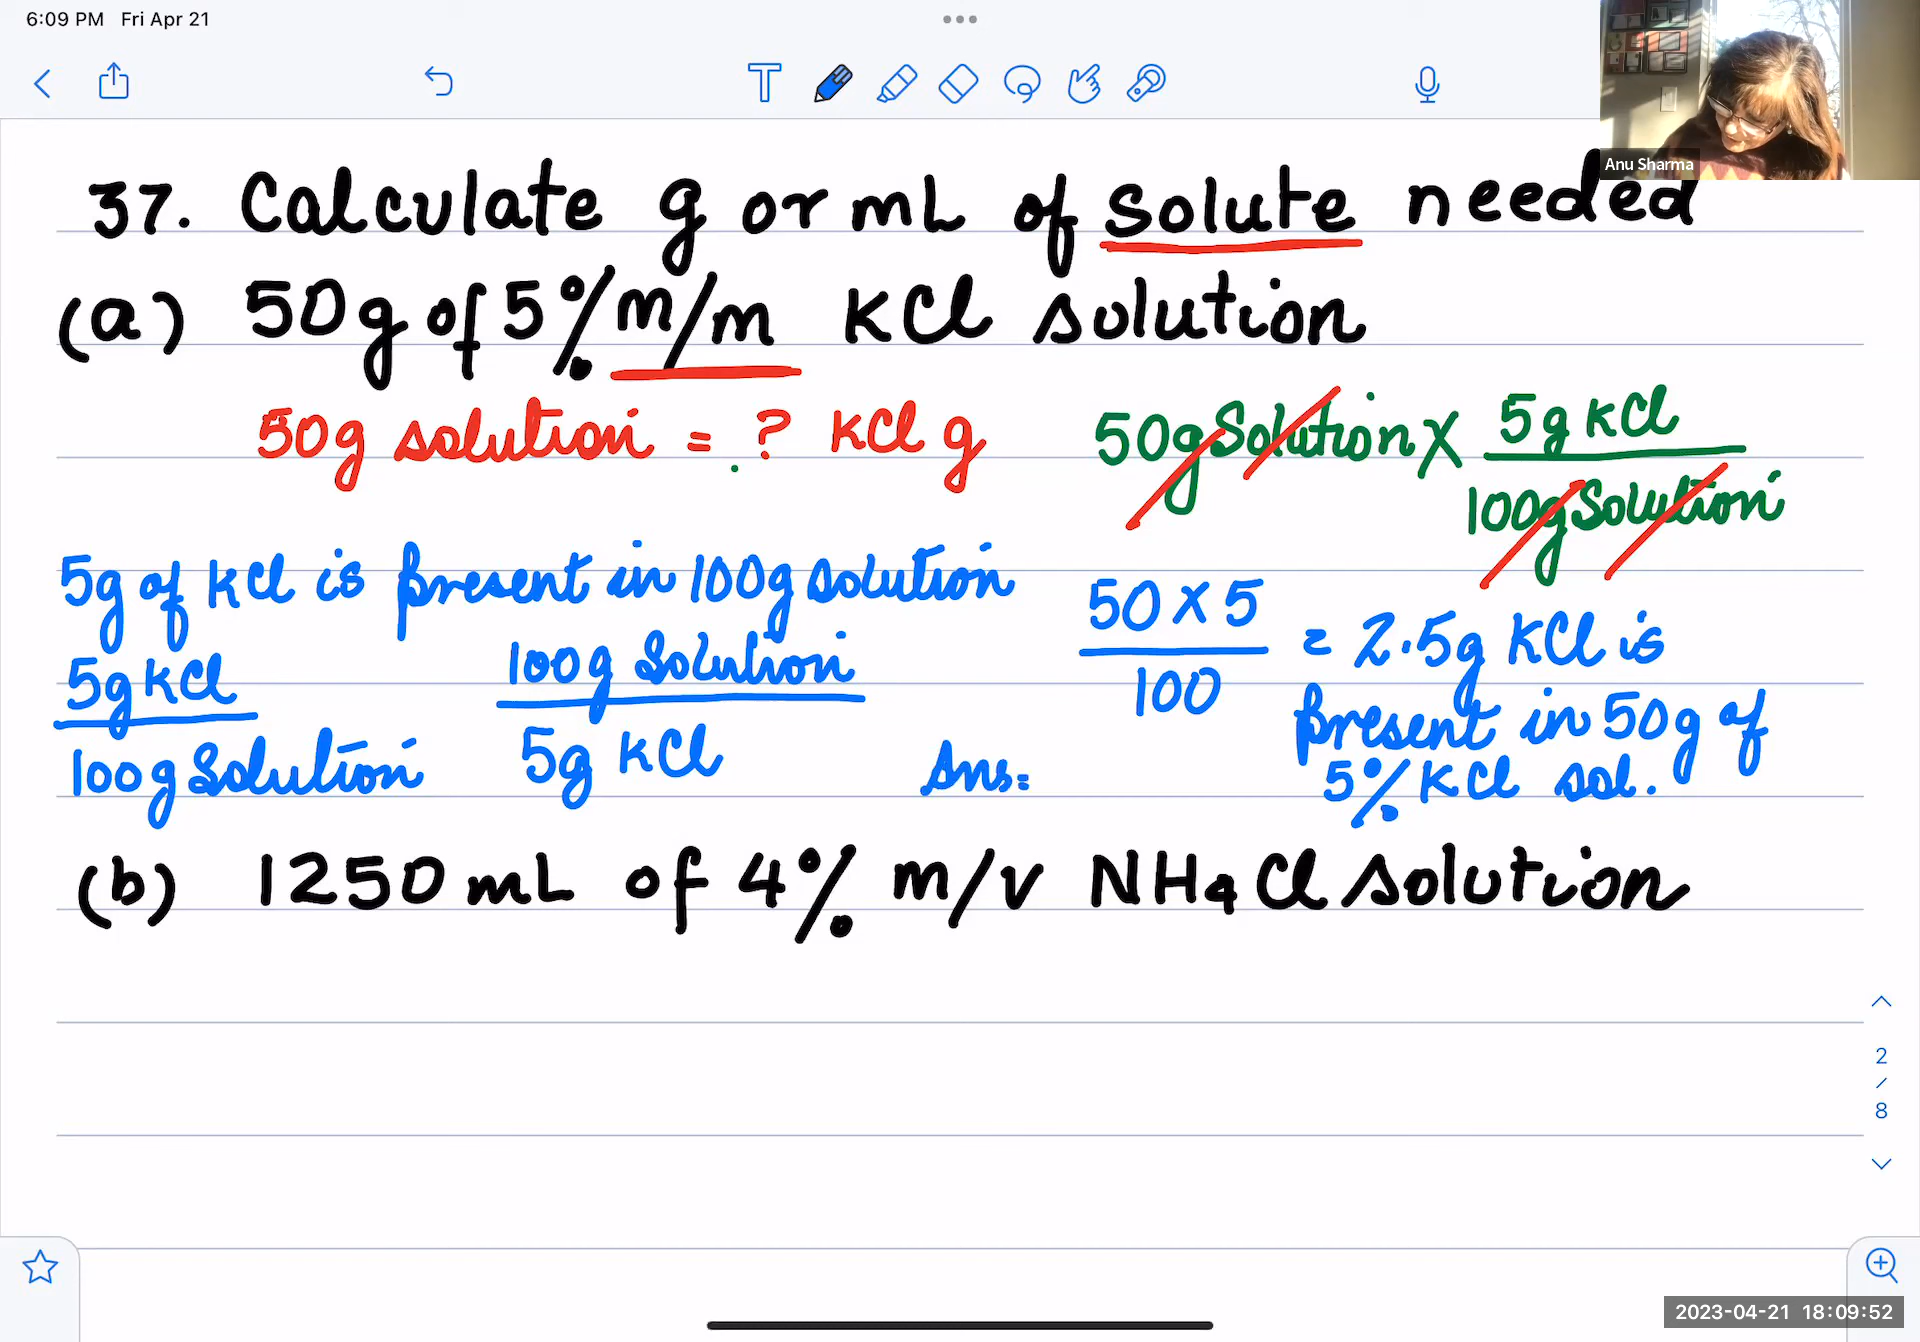 6:09 PM Fri Apr 21
T
Anu Sharma
37. Calculate g or mL of solute needed
(a) 50g of 5% m/m KCl solution
50g solution = ? KCl g
50g Solution X 5g KCl
100g Solution
5g of KCl is present in 100g solution
5g KCl
100g Solution
100g Solution
5g KCl
50 X 5
100
= 2.5g KCl is
present in 50g of
5% KCl sol.
Ans:
(b) 1250 mL of 4% m/v NH4Cl solution
2
/
8
2023-04-21 18:09:52